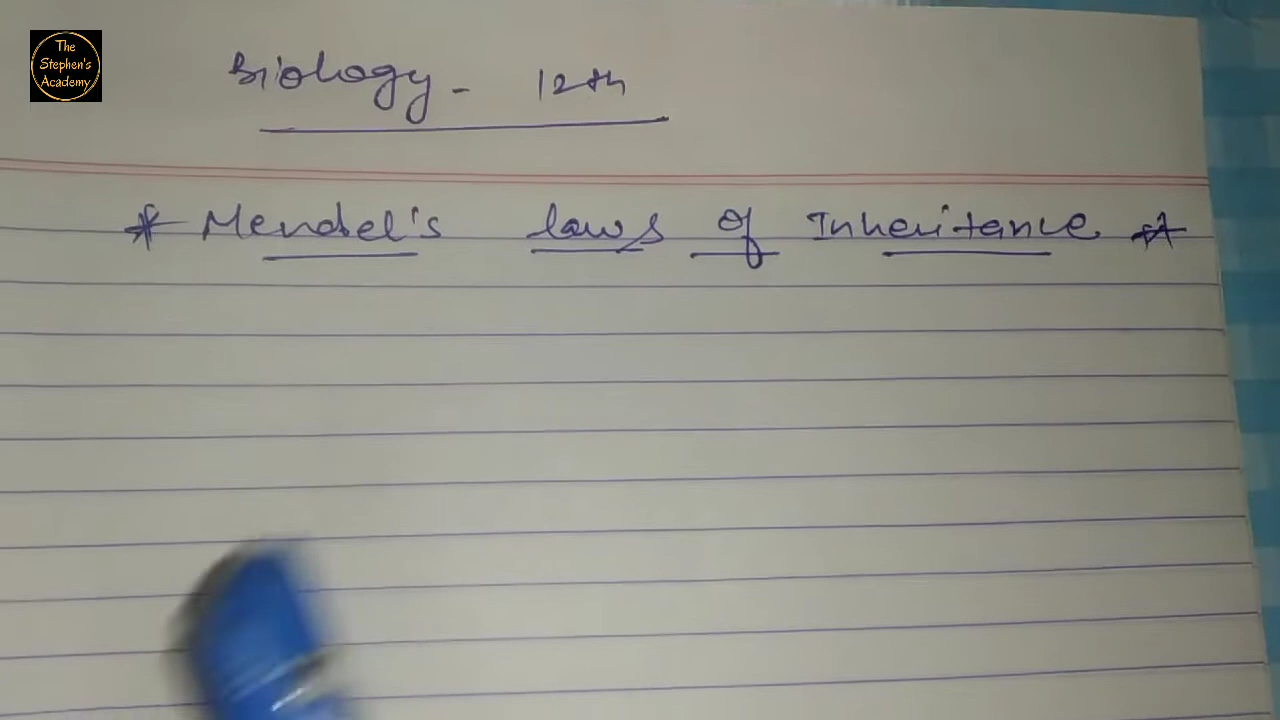 The
Stephen's
Academy
Biology - 12th
* Mendel's laws of Inheritance *